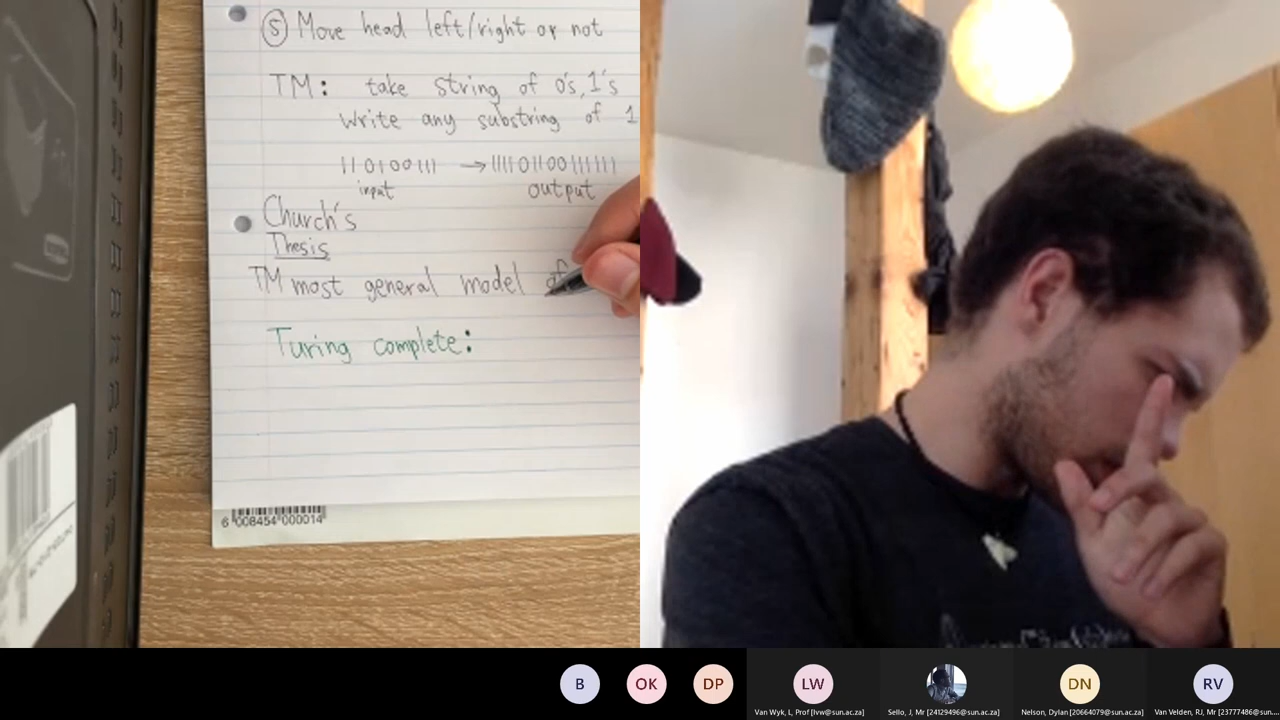 ⑤ Move head left/right or not
TM: take string of 0's, 1's
write any substring of 1
11010011 1 → 11110110011111111
input
output
Church's
Thesis
TM most general model of
Turing complete:
6 008454 000014
B
OK
DP
LW
DN
RV
Van Wyk, L, Prof [lvw@sun.ac.za]
Sello, J, Mr [24129496@sun.ac.za]
Nelson, Dylan [20664079@sun.ac.za]
Van Velden, RJ, Mr [23777486@sun....